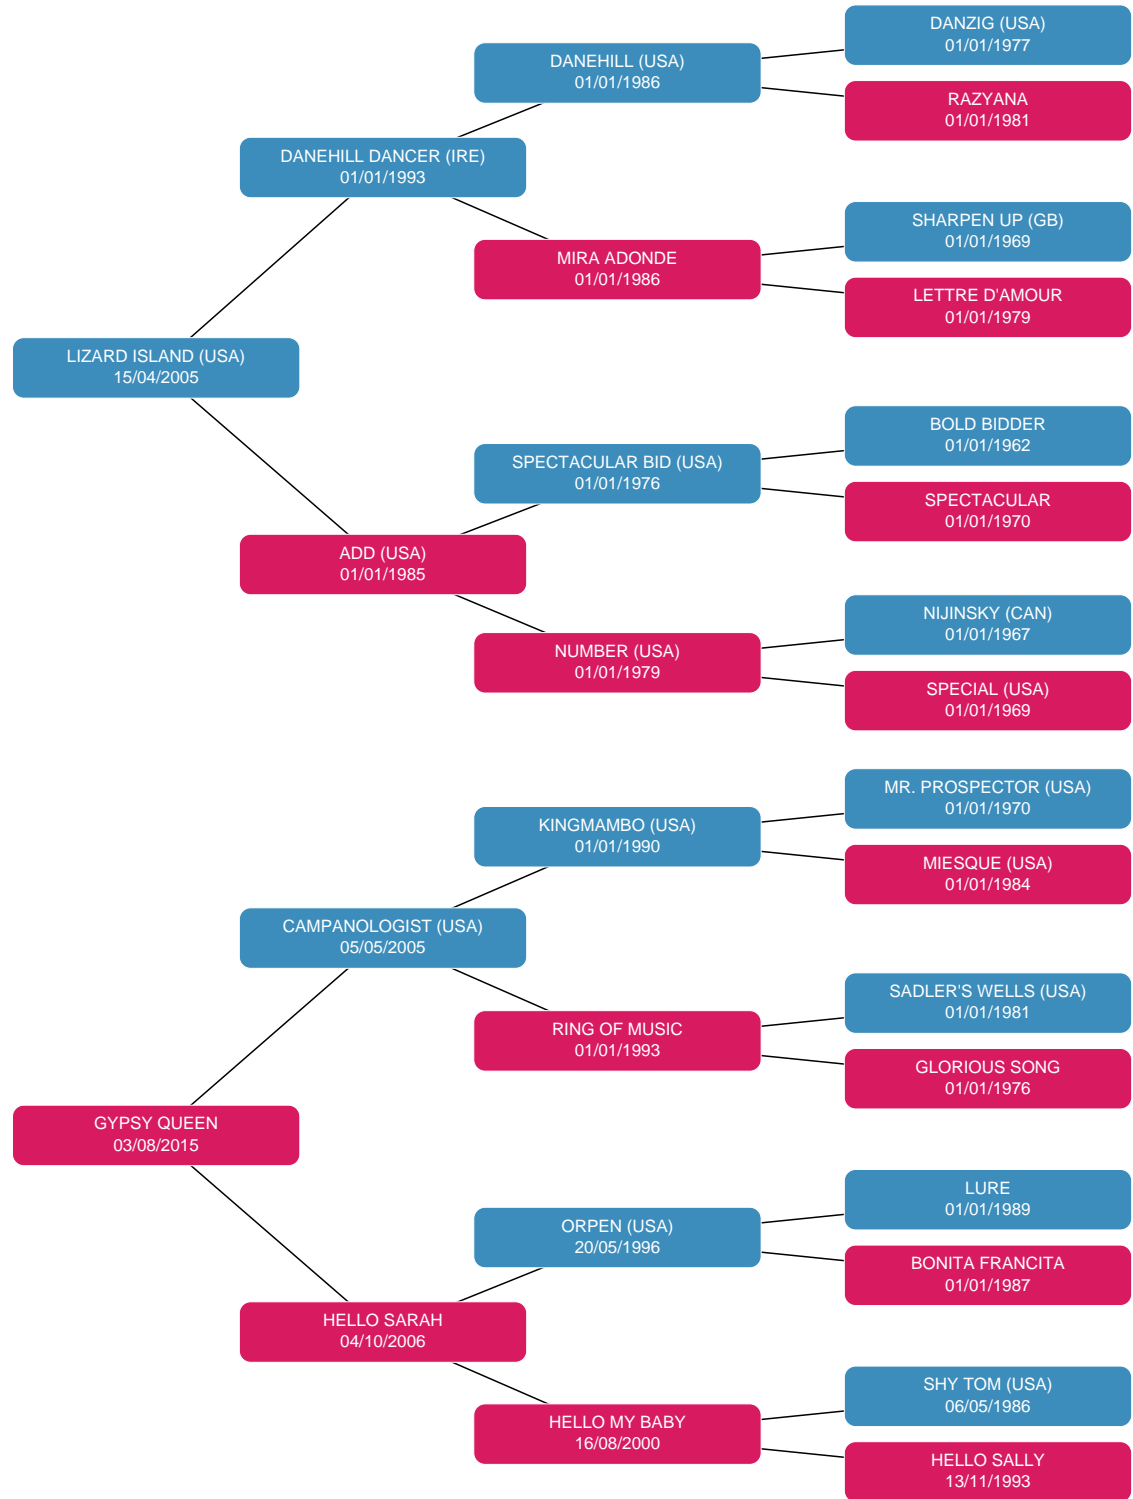 DANZIG (USA)
01/01/1977
DANEHILL (USA)
01/01/1986
RAZYANA
01/01/1981
DANEHILL DANCER (IRE)
01/01/1993
SHARPEN UP (GB)
01/01/1969
MIRA ADONDE
01/01/1986
LETTRE D'AMOUR
01/01/1979
LIZARD ISLAND (USA)
15/04/2005
BOLD BIDDER
01/01/1962
SPECTACULAR BID (USA)
01/01/1976
SPECTACULAR
01/01/1970
ADD (USA)
01/01/1985
NIJINSKY (CAN)
01/01/1967
NUMBER (USA)
01/01/1979
SPECIAL (USA)
01/01/1969
MR. PROSPECTOR (USA)
01/01/1970
KINGMAMBO (USA)
01/01/1990
MIESQUE (USA)
01/01/1984
CAMPANOLOGIST (USA)
05/05/2005
SADLER'S WELLS (USA)
01/01/1981
RING OF MUSIC
01/01/1993
GLORIOUS SONG
01/01/1976
GYPSY QUEEN
03/08/2015
LURE
01/01/1989
ORPEN (USA)
20/05/1996
BONITA FRANCITA
01/01/1987
HELLO SARAH
04/10/2006
SHY TOM (USA)
06/05/1986
HELLO MY BABY
16/08/2000
HELLO SALLY
13/11/1993